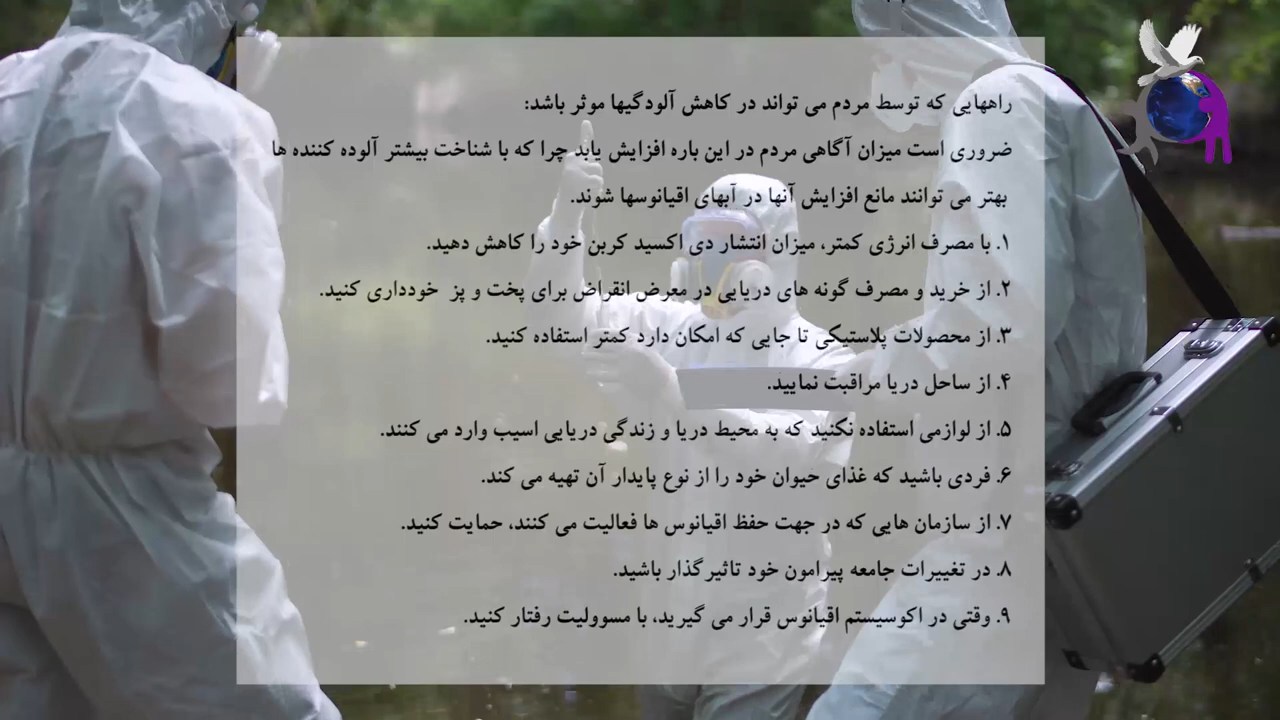 راههایی که توسط مردم می تواند در کاهش آلودگیها موثر باشد:
ضروری است میزان آگاهی مردم در این باره افزایش یابد چرا که با شناخت بیشتر آلوده کننده ها
بهتر می توانند مانع افزایش آنها در آبهای اقیانوسها شوند.
۱. با مصرف انرژی کمتر، میزان انتشار دی اکسید کربن خود را کاهش دهید.
۲. از خرید و مصرف گونه های دریایی در معرض انقراض برای پخت و پز خودداری کنید.
۳. از محصولات پلاستیکی تا جایی که امکان دارد کمتر استفاده کنید.
۴. از ساحل دریا مراقبت نمایید.
۵. از لوازمی استفاده نکنید که به محیط دریا و زندگی دریایی اسیب وارد می کنند.
۶. فردی باشید که غذای حیوان خود را از نوع پایدار آن تهیه می کند.
۷. از سازمان هایی که در جهت حفظ اقیانوس ها فعالیت می کنند، حمایت کنید.
۸. در تغییرات جامعه پیرامون خود تاثیرگذار باشید.
۹. وقتی در اکوسیستم اقیانوس قرار می گیرید، با مسوولیت رفتار کنید.